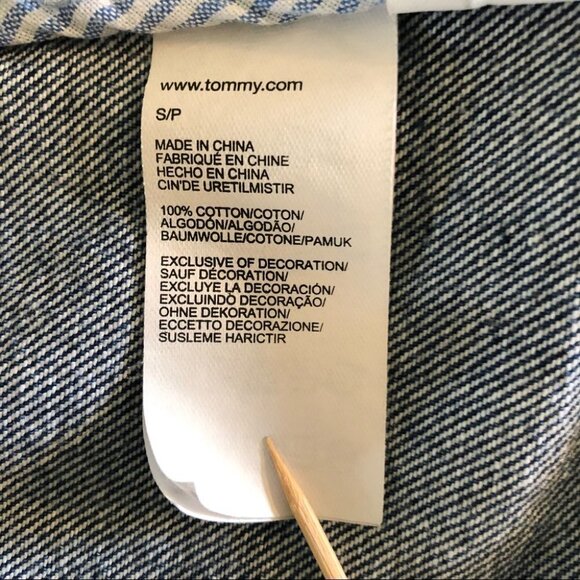 www.tommy.com
S/P
MADE IN CHINA
FABRIQUÉ EN CHINE
HECHO EN CHINA
CIN'DE URETILMISTIR
100% COTTON/COTON/
ALGODÓN/ALGODÃO/
BAUMWOLLE/COTONE/PAMUK
EXCLUSIVE OF DECORATION/
SAUF DÉCORATION/
EXCLUYE LA DECORACIÓN/
EXCLUINDO DECORAÇÃO/
OHNE DEKORATION/
ECCETTO DECORAZIONE/
SUSLEME HARICTIR